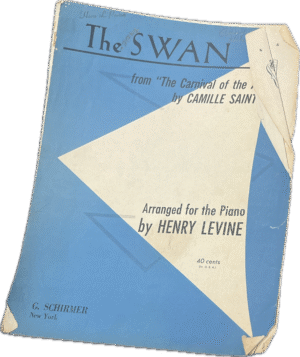 The SWAN
from "The Carnival of the
by CAMILLE SAINT
Arranged for the Piano
by HENRY LEVINE
40 cents
G. SCHIRMER
New York